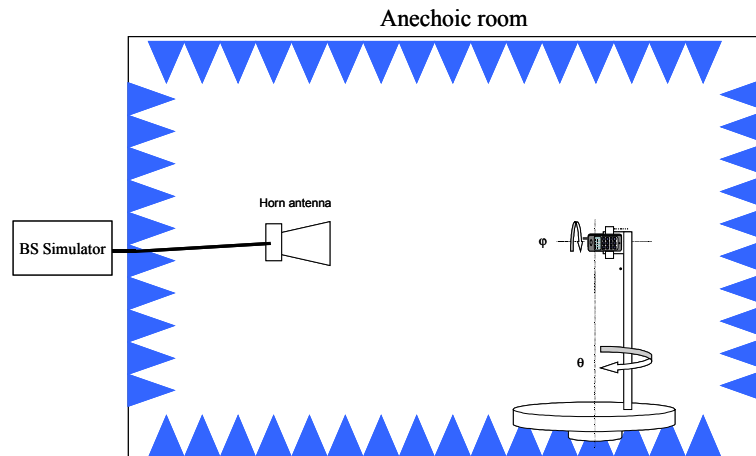 Anechoic room
Horn antenna
BS Simulator
φ
θ